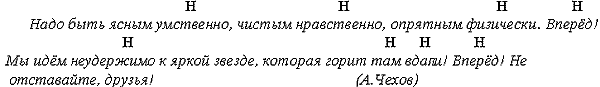 Н Н Н
Надо быть ясным умственно, чистым нравственно, опрятным физически. Вперёд!
Н Н Н Н
Мы идём неудержимо к яркой звезде, которая горит там вдали! Вперёд! Не
отставайте, друзья! (А.Чехов)